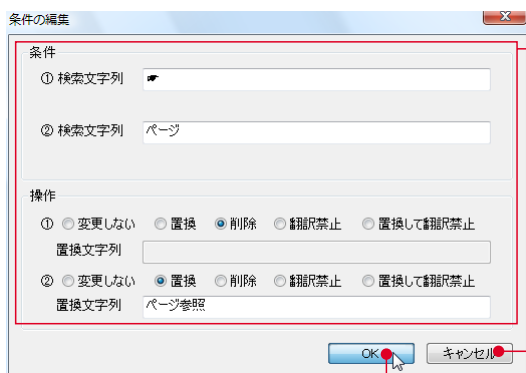 条件の編集
条件
① 検索文字列 ☛
② 検索文字列 ページ
操作
① 変更しない 置換 削除 翻訳禁止 置換して翻訳禁止
置換文字列
② 変更しない 置換 削除 翻訳禁止 置換して翻訳禁止
置換文字列 ページ参照
OK キャンセル